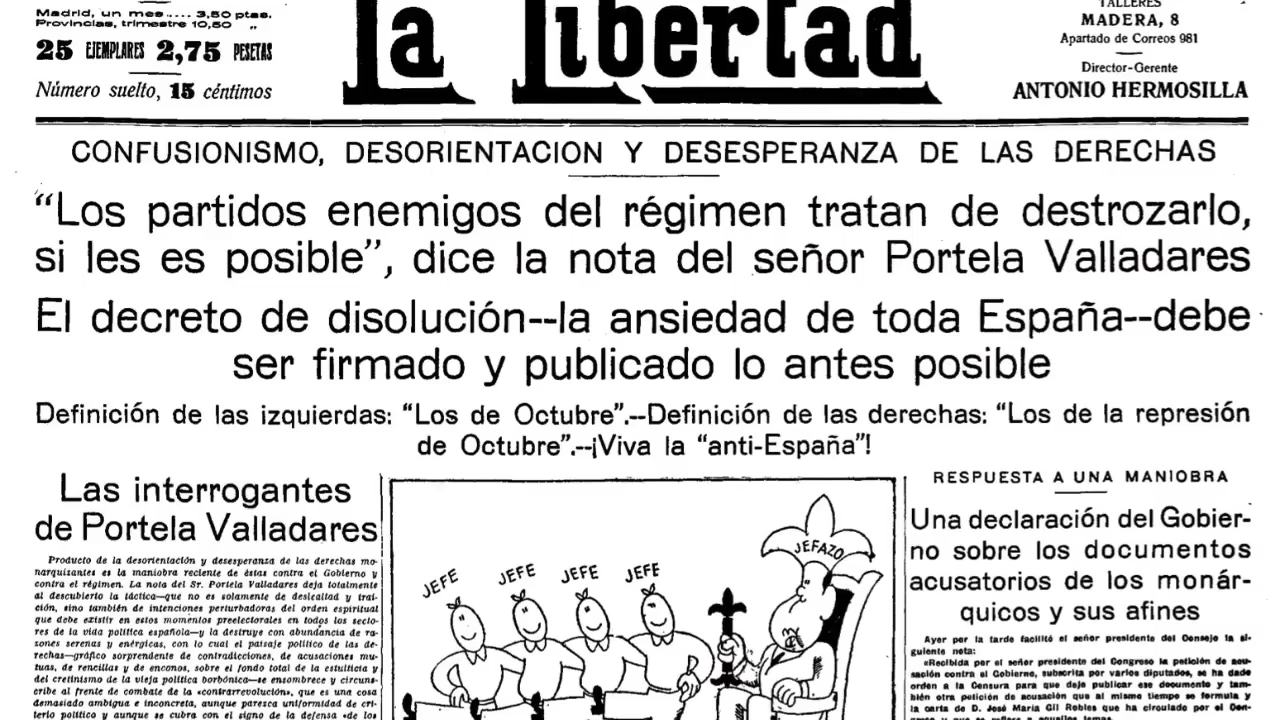 Madrid, un mes..... 3,50 ptas.
Provincias, trimestre 10,50 „
25 EJEMPLARES 2,75 PESETAS
Número suelto, 15 céntimos
La Libertad
TALLERES
MADERA, 8
Apartado de Correos 981
Director-Gerente
ANTONIO HERMOSILLA
CONFUSIONISMO, DESORIENTACION Y DESESPERANZA DE LAS DERECHAS
“Los partidos enemigos del régimen tratan de destrozarlo,
si les es posible”, dice la nota del señor Portela Valladares
El decreto de disolución--la ansiedad de toda España--debe
ser firmado y publicado lo antes posible
Definición de las izquierdas: “Los de Octubre”.--Definición de las derechas: “Los de la represión
de Octubre”.--¡Viva la “anti-España”!
Las interrogantes
de Portela Valladares
Producto de la desorientación y desesperanza de las derechas mo-
narquizantes es la maniobra reciente de éstas contra el Gobierno y
contra el régimen. La nota del Sr. Portela Valladares deja totalmente
al descubierto la táctica—que no es solamente de deslealtad y trai-
ción, sino también de intenciones perturbadoras del orden espiritual
que debe existir en estos momentos preelectorales en todos los secto-
res de la vida política española—y la destruye con abundancia de ra-
zones serenas y enérgicas, con lo cual el paisaje político de las de-
rechas—gráfico sorprendente de contradicciones, de acusaciones mu-
tuas, de rencillas y de enconos, sobre el fondo total de la estulticia y
del cretinismo de la vieja política borbónica—se ensombrece y circuns-
cribe al frente de combate de la «contrarrevolución», que es una cosa
demasiado ambigua e inconcreta, aunque parezca uniformidad de cri-
terio político y aunque se cubra con el signo de la defensa «de los
JEFE
JEFE
JEFE
JEFE
JEFAZO
RESPUESTA A UNA MANIOBRA
Una declaración del Gobier-
no sobre los documentos
acusatorios de los monár-
quicos y sus afines
Ayer por la tarde facilitó el señor presidente del Consejo la si-
guiente nota:
«Recibida por el señor presidente del Congreso la petición de acu-
sación contra el Gobierno, suscrita por varios diputados, se ha dado
orden a la Censura para que deje publicar ese documento y tam-
bién otra petición de acusación que al mismo tiempo se formula y
la carta de D. José María Gil Robles que ha circulado por el Con-